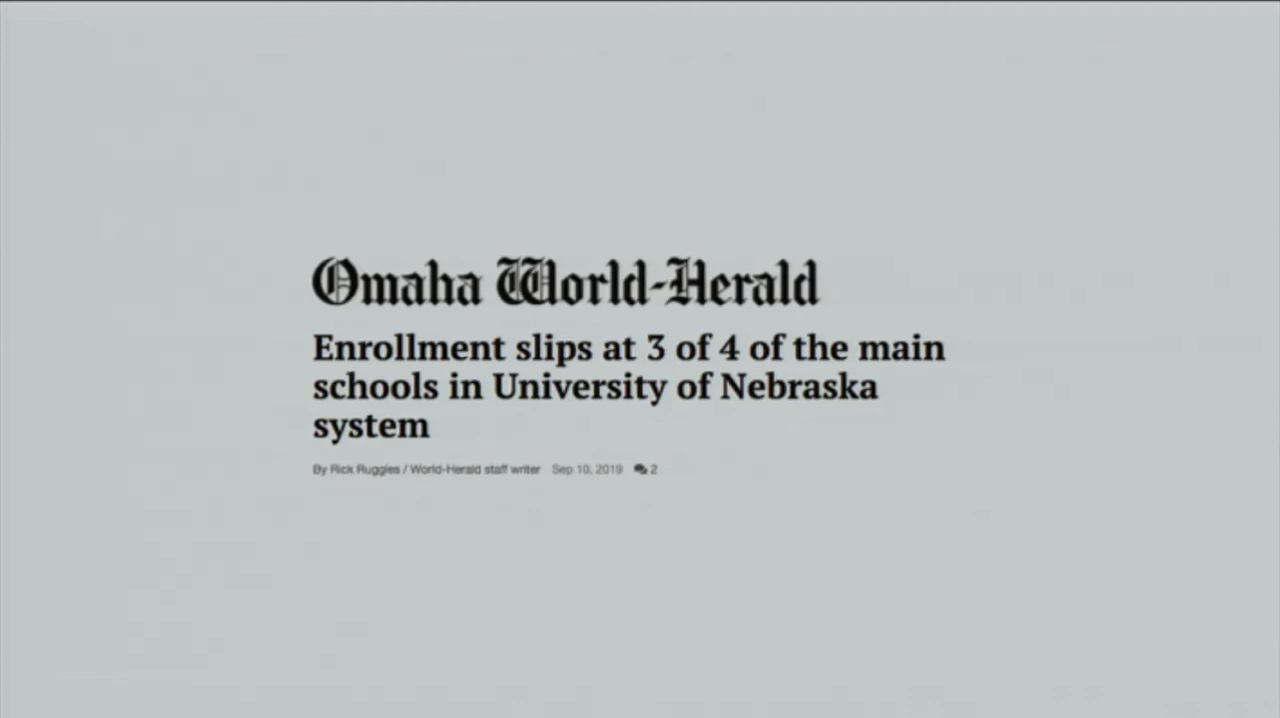 Omaha World-Herald
Enrollment slips at 3 of 4 of the main
schools in University of Nebraska
system
By Rick Ruggles / World-Herald staff writer Sep 10, 2019 2